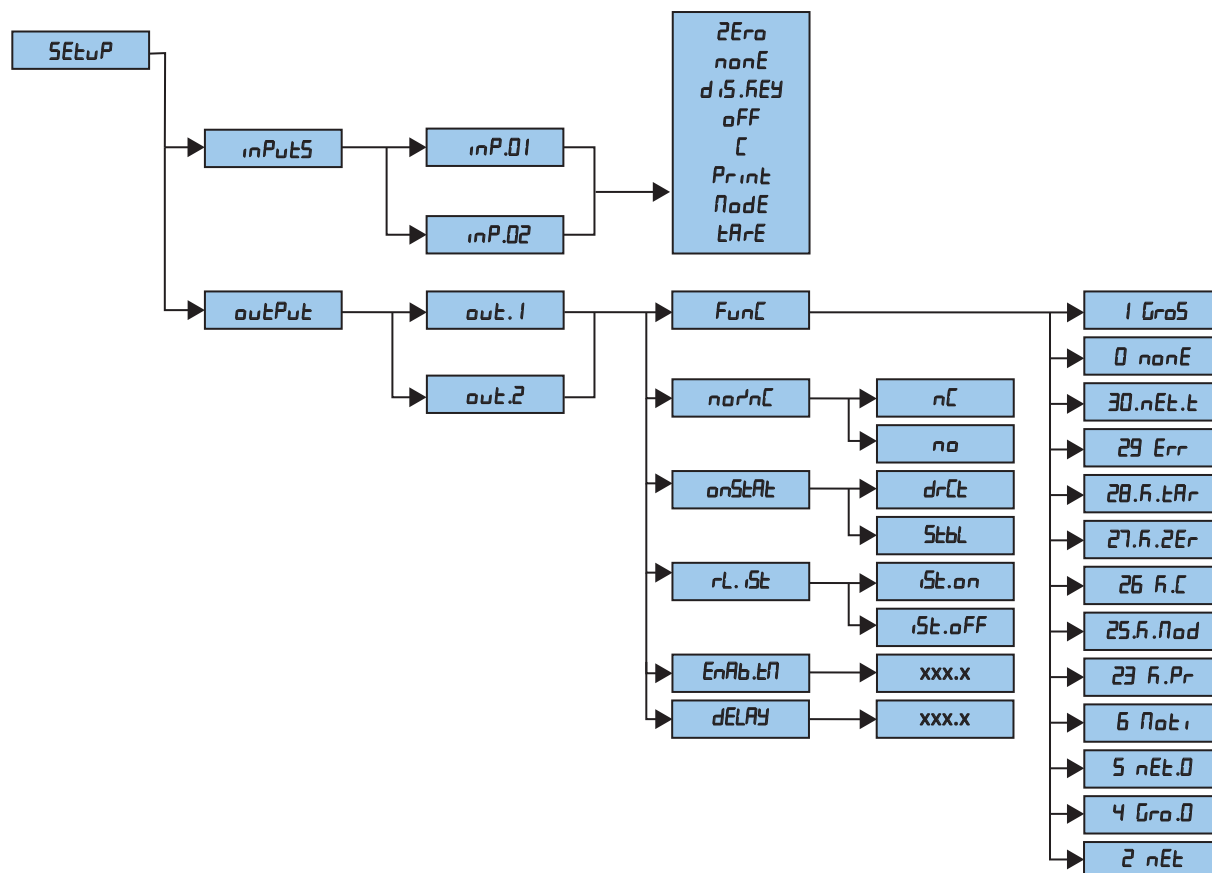 SEtuP
inPutS
inP.01
inP.02
ZEro
nonE
diS.KEY
oFF
C
Print
ModE
tArE
outPut
out.1
out.2
FunC
no/nC
nC
no
onStAt
drCt
StbL
rL.iSt
iSt.on
iSt.oFF
EnAb.tM
xxx.x
dELAY
xxx.x
1 GroS
0 nonE
30.nEt.t
29 Err
28.K.tAr
27.K.2Er
26 K.C
25.K.Mod
23 K.Pr
6 Moti
5 nEt.0
4 Gro.0
2 nEt